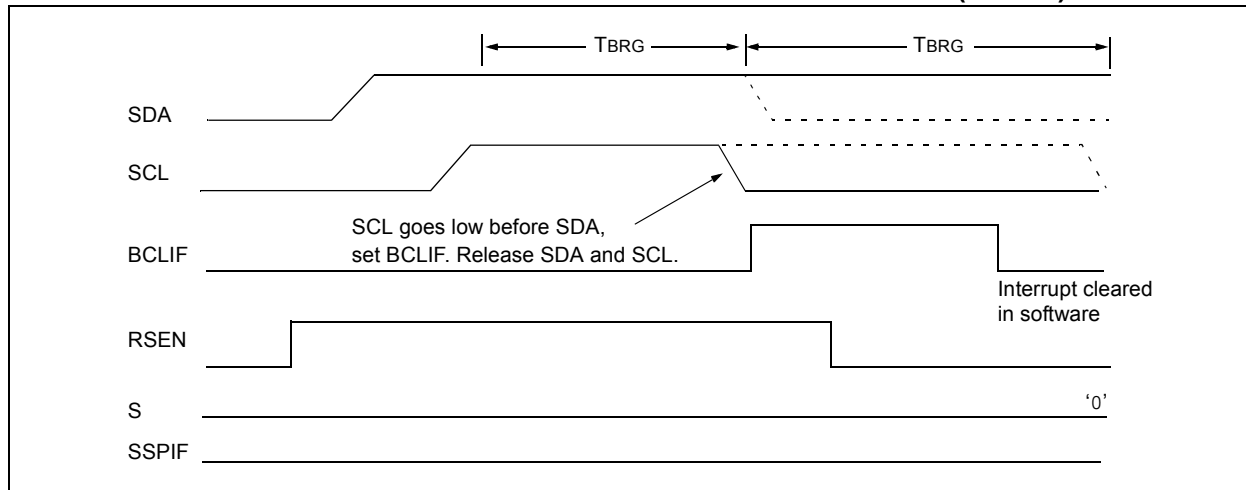 TBRG TBRG
SDA
SCL
SCL goes low before SDA,
set BCLIF. Release SDA and SCL.
BCLIF
Interrupt cleared
in software
RSEN
S
‘0’
SSPIF